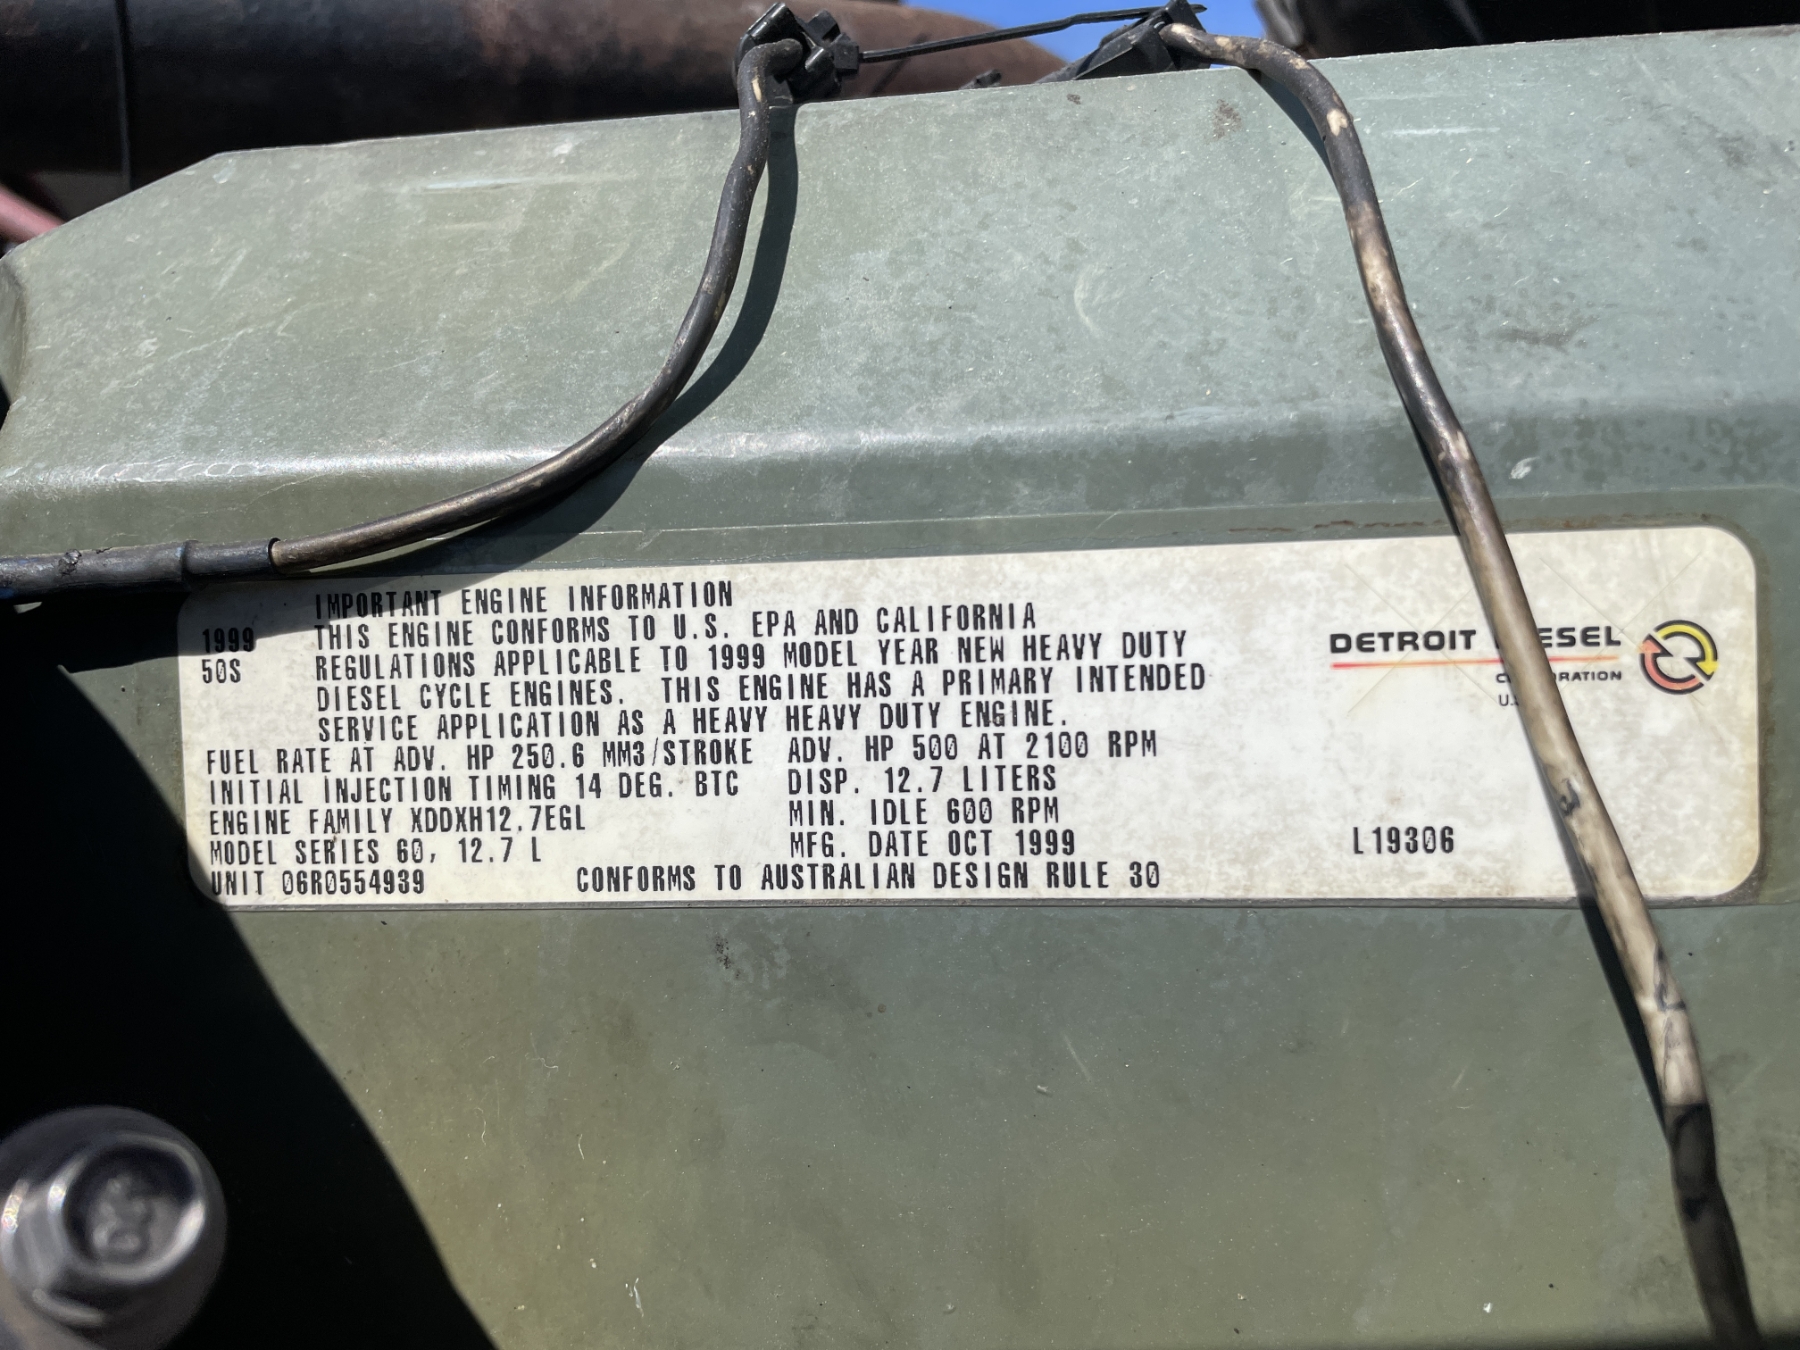 IMPORTANT ENGINE INFORMATION
1999 THIS ENGINE CONFORMS TO U.S. EPA AND CALIFORNIA
50S REGULATIONS APPLICABLE TO 1999 MODEL YEAR NEW HEAVY DUTY
DIESEL CYCLE ENGINES. THIS ENGINE HAS A PRIMARY INTENDED
SERVICE APPLICATION AS A HEAVY HEAVY DUTY ENGINE.
FUEL RATE AT ADV. HP 250.6 MM3/STROKE ADV. HP 500 AT 2100 RPM
INITIAL INJECTION TIMING 14 DEG. BTC DISP. 12.7 LITERS
ENGINE FAMILY XDDXH12.7EGL MIN. IDLE 600 RPM
MODEL SERIES 60, 12.7 L MFG. DATE OCT 1999
UNIT 06R0554939 CONFORMS TO AUSTRALIAN DESIGN RULE 30
DETROIT DIESEL
CORPORATION
L19306